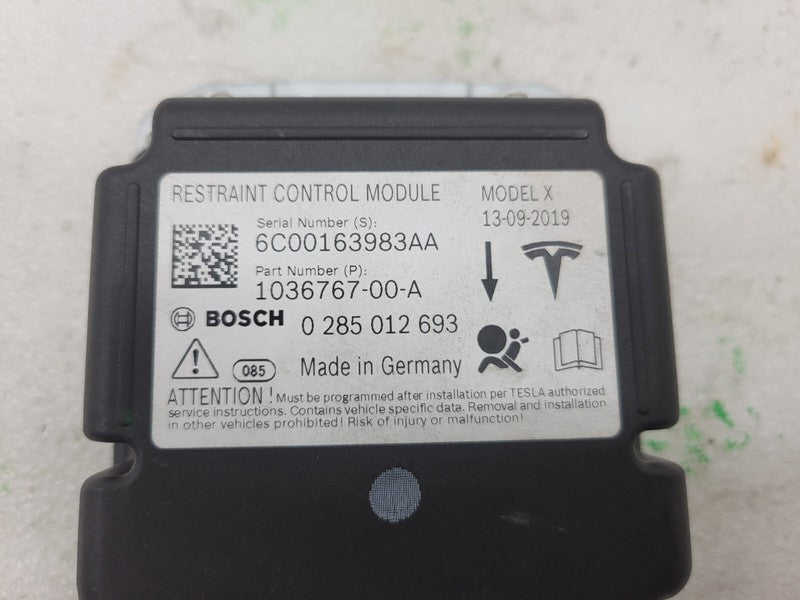 RESTRAINT CONTROL MODULE
MODEL X
13-09-2019
Serial Number (S):
6C00163983AA
Part Number (P):
1036767-00-A
BOSCH 0 285 012 693
085 Made in Germany
ATTENTION! Must be programmed after installation per TESLA authorized
service instructions. Contains vehicle specific data. Removal and installation
in other vehicles prohibited! Risk of injury or malfunction!